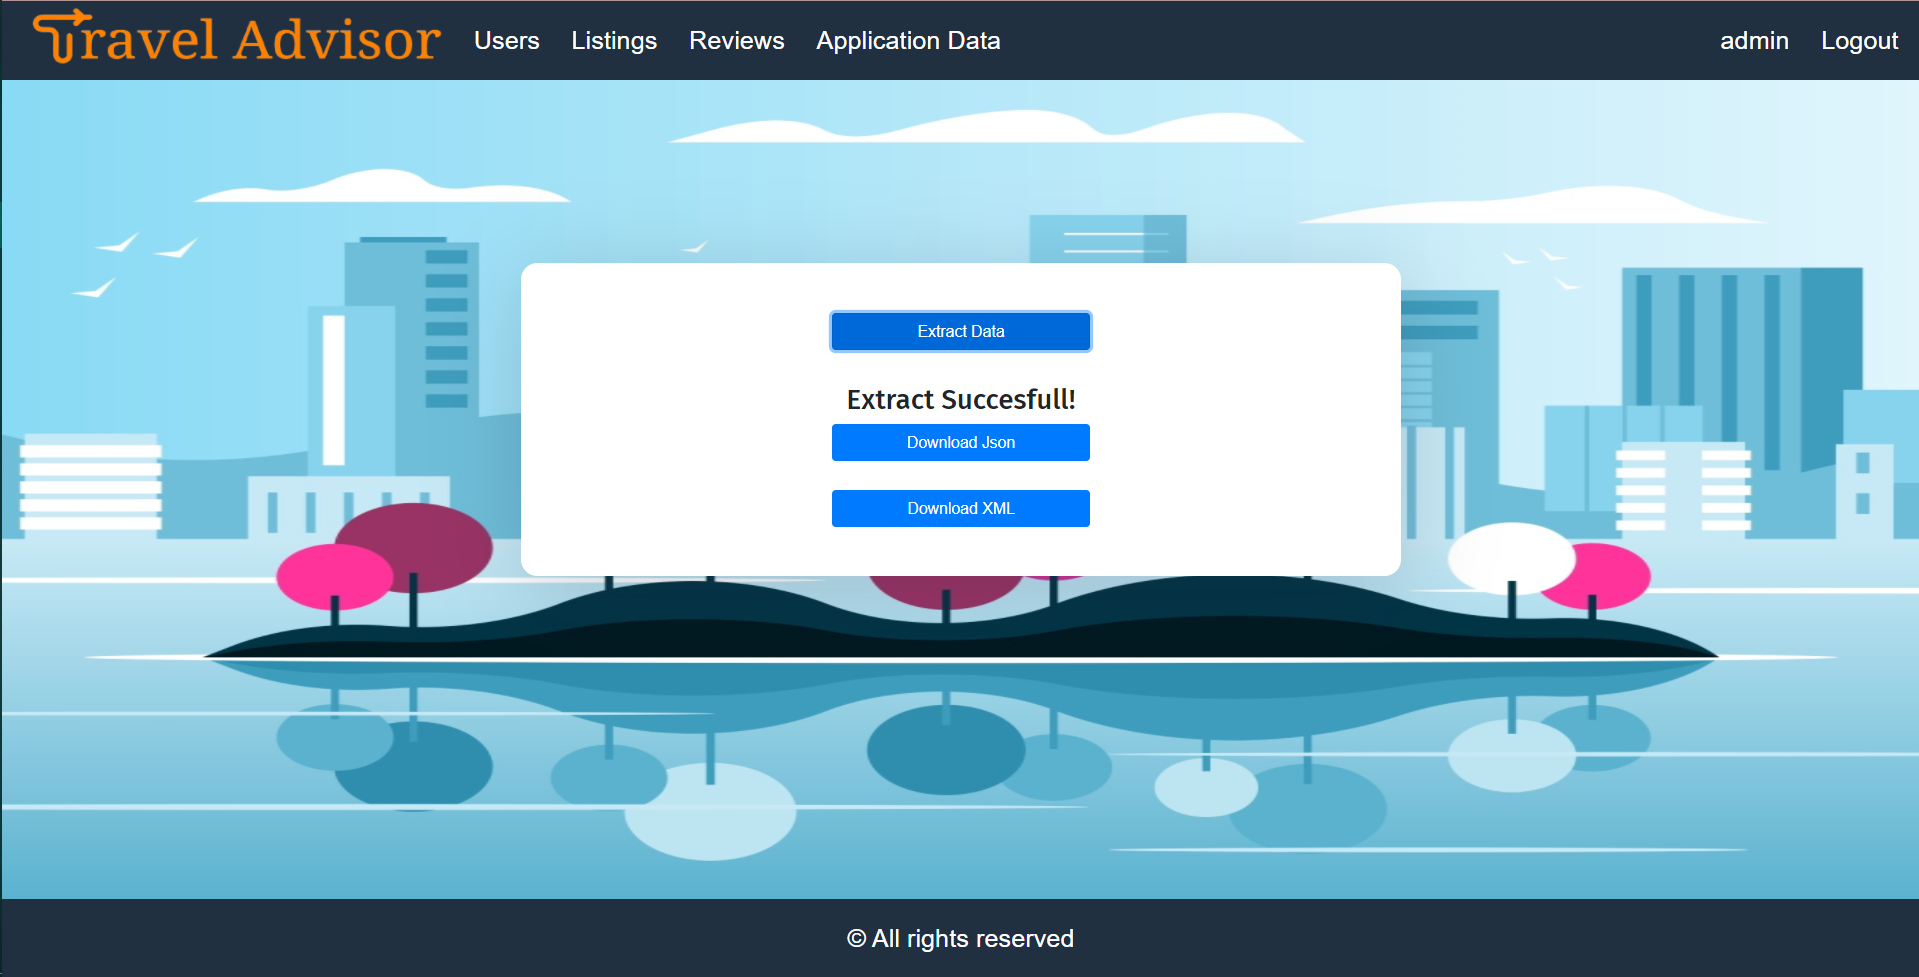 Travel Advisor Users Listings Reviews Application Data admin Logout
Extract Data
Extract Succesfull!
Download Json
Download XML
© All rights reserved